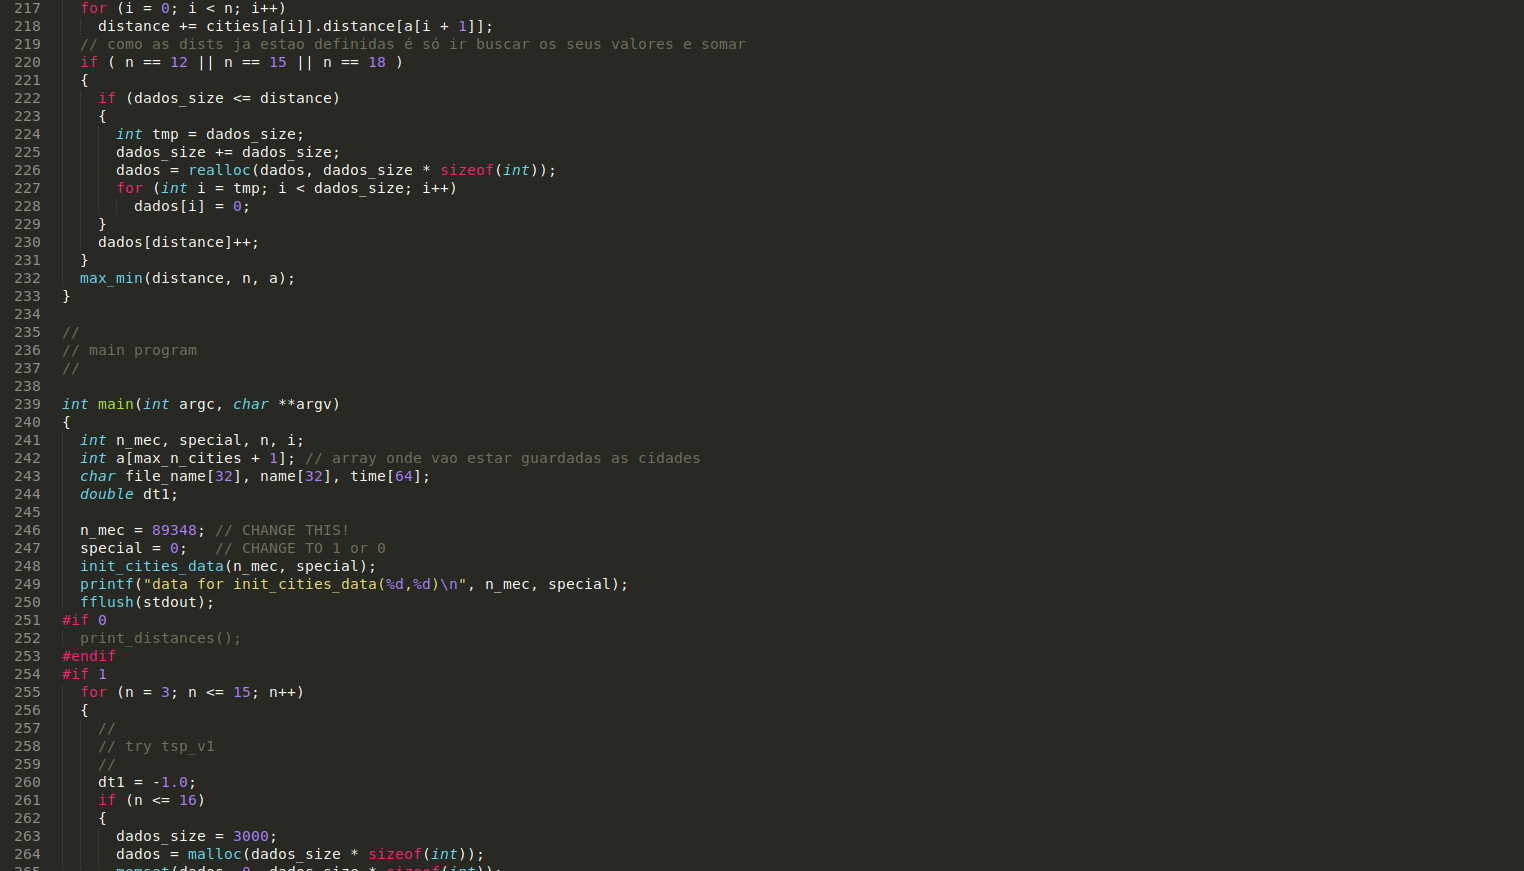 217 for (i = 0; i < n; i++)
218 distance += cities[a[i]].distance[a[i + 1]];
219 // como as dists ja estao definidas é só ir buscar os seus valores e somar
220 if ( n == 12 || n == 15 || n == 18 )
221 {
222 if (dados_size <= distance)
223 {
224 int tmp = dados_size;
225 dados_size += dados_size;
226 dados = realloc(dados, dados_size * sizeof(int));
227 for (int i = tmp; i < dados_size; i++)
228 dados[i] = 0;
229 }
230 dados[distance]++;
231 }
232 max_min(distance, n, a);
233 }
234
235 //
236 // main program
237 //
238
239 int main(int argc, char **argv)
240 {
241 int n_mec, special, n, i;
242 int a[max_n_cities + 1]; // array onde vao estar guardadas as cidades
243 char file_name[32], name[32], time[64];
244 double dt1;
245
246 n_mec = 89348; // CHANGE THIS!
247 special = 0;   // CHANGE TO 1 or 0
248 init_cities_data(n_mec, special);
249 printf("data for init_cities_data(%d,%d)\n", n_mec, special);
250 fflush(stdout);
251 #if 0
252 print_distances();
253 #endif
254 #if 1
255 for (n = 3; n <= 15; n++)
256 {
257 //
258 // try tsp_v1
259 //
260 dt1 = -1.0;
261 if (n <= 16)
262 {
263 dados_size = 3000;
264 dados = malloc(dados_size * sizeof(int));
265 memset(dados, 0, dados_size * sizeof(int));